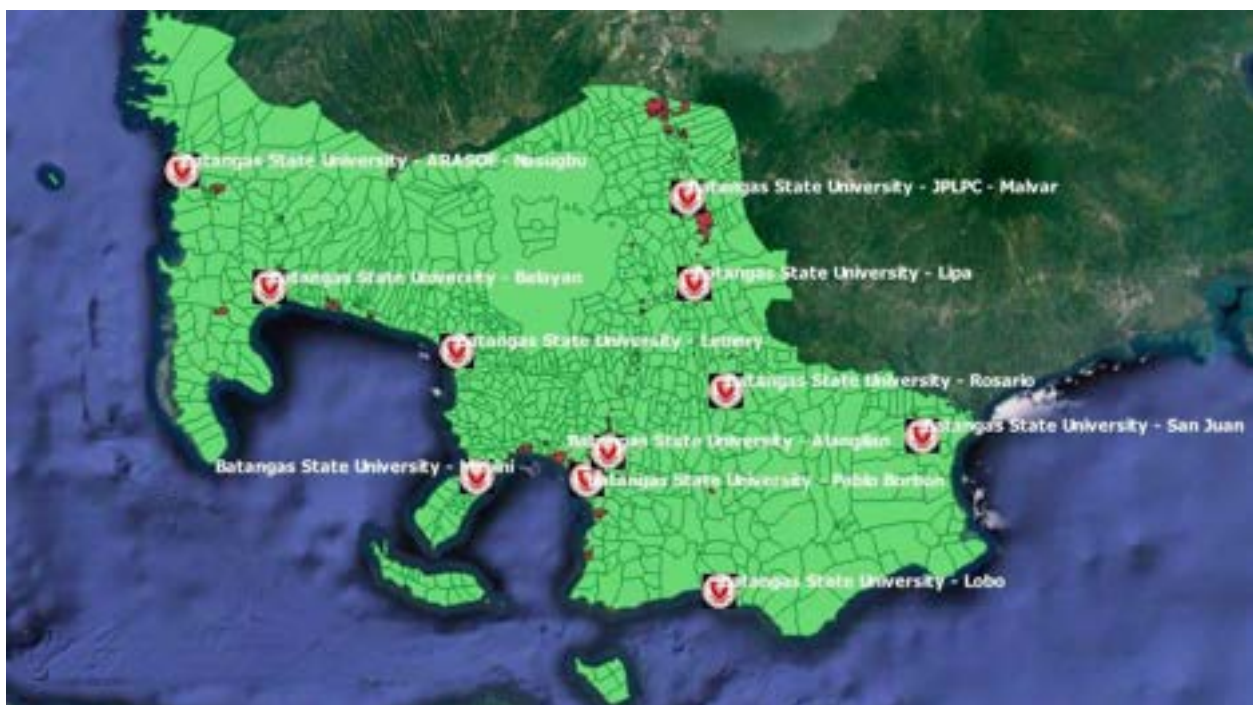 Batangas State University - ARASOF - Nasugbu
Batangas State University - JPLPC - Malvar
Batangas State University - Lipa
Batangas State University - Balayan
Batangas State University - Lemery
Batangas State University - Rosario
Batangas State University - San Juan
Batangas State University - Alangilan
Batangas State University - Mabini
Batangas State University - Pablo Borbon
Batangas State University - Lobo